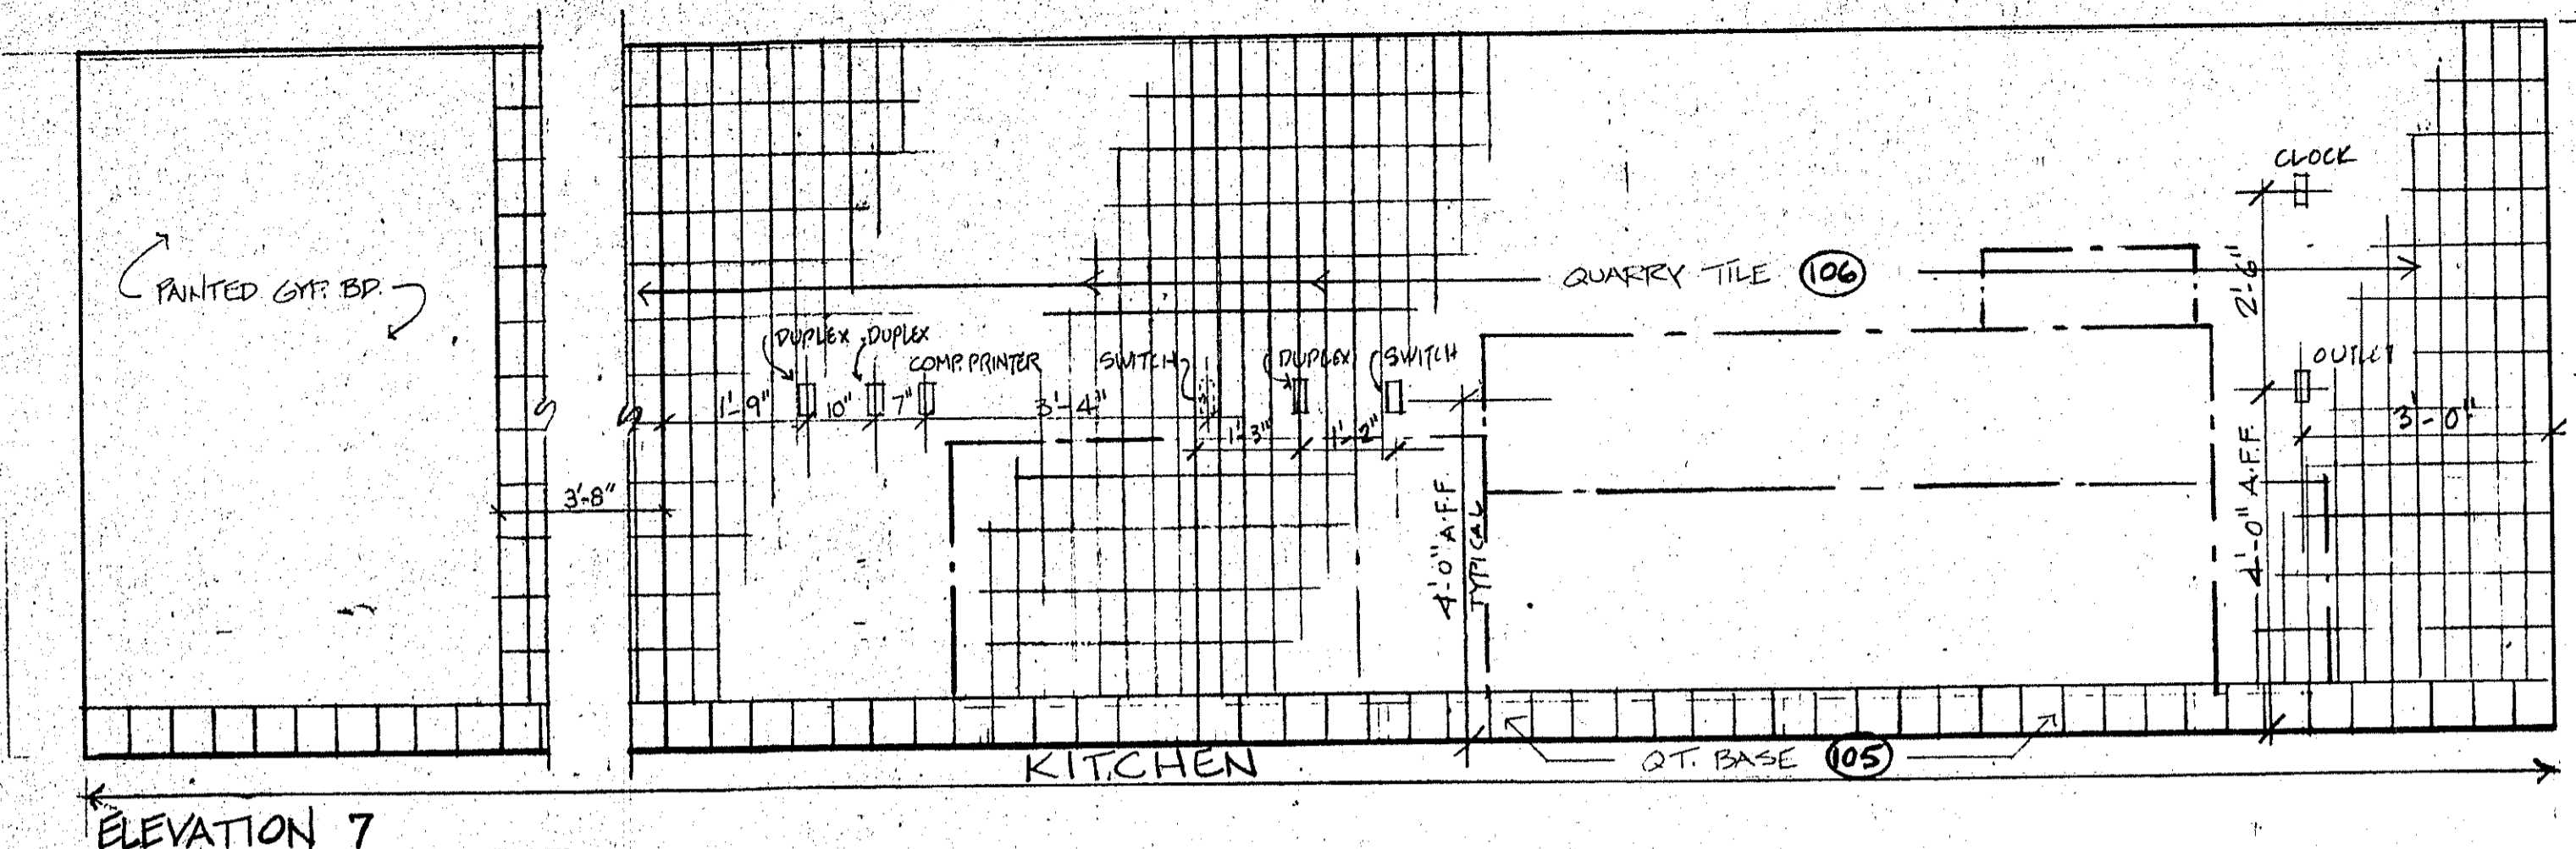 CLOCK
PAINTED GYP. BD.
QUARRY TILE 106
2'-6"
DUPLEX DUPLEX
COMP. PRINTER
SWITCH
DUPLEX
SWITCH
OUTLET
1'-9" 10" 7" 3'-4"
1'-3" 1'-2"
3'-0"
3'-8"
4'-0" A.F.F.
TYPICAL
4'-0" A.F.F.
KITCHEN
QT. BASE 105
ELEVATION 7